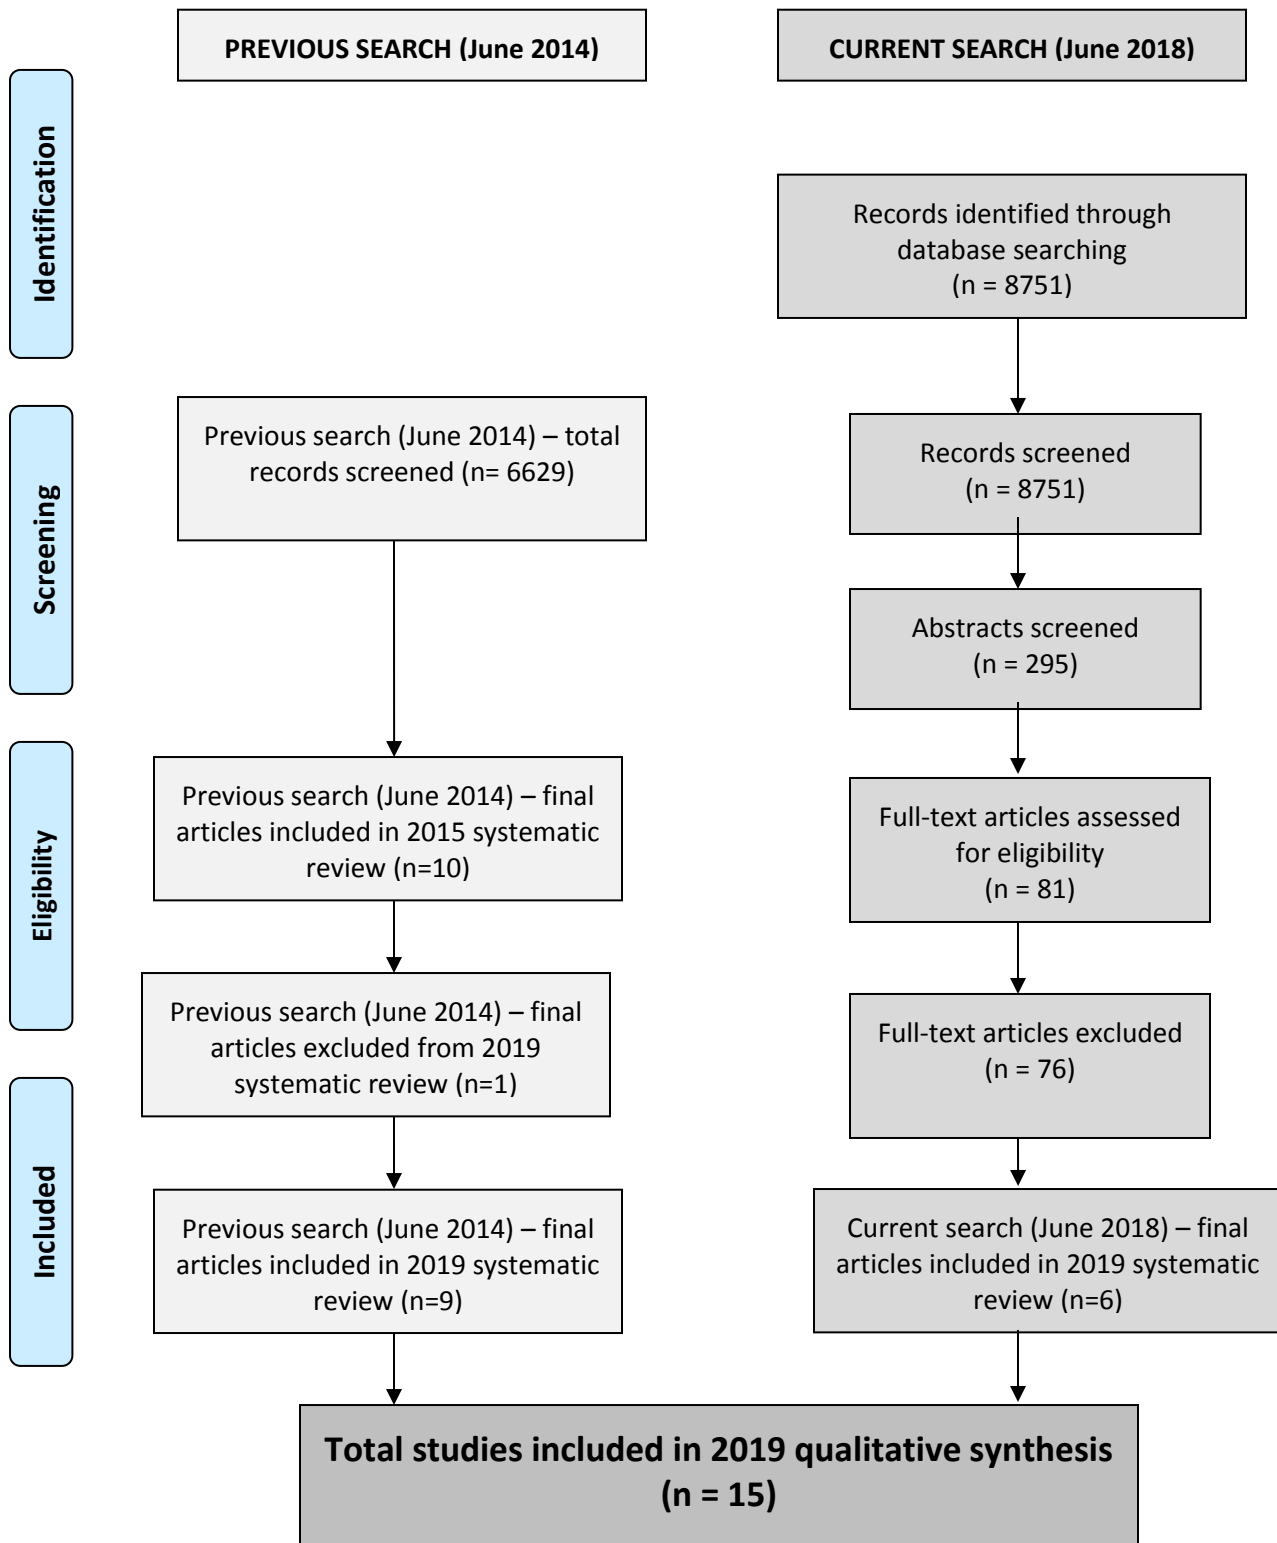 PREVIOUS SEARCH (June 2014)
CURRENT SEARCH (June 2018)
Identification
Records identified through
database searching
(n = 8751)
Screening
Previous search (June 2014) – total
records screened (n= 6629)
Records screened
(n = 8751)
Abstracts screened
(n = 295)
Eligibility
Previous search (June 2014) – final
articles included in 2015 systematic
review (n=10)
Full-text articles assessed
for eligibility
(n = 81)
Previous search (June 2014) – final
articles excluded from 2019
systematic review (n=1)
Full-text articles excluded
(n = 76)
Included
Previous search (June 2014) – final
articles included in 2019 systematic
review (n=9)
Current search (June 2018) – final
articles included in 2019 systematic
review (n=6)
Total studies included in 2019 qualitative synthesis
(n = 15)